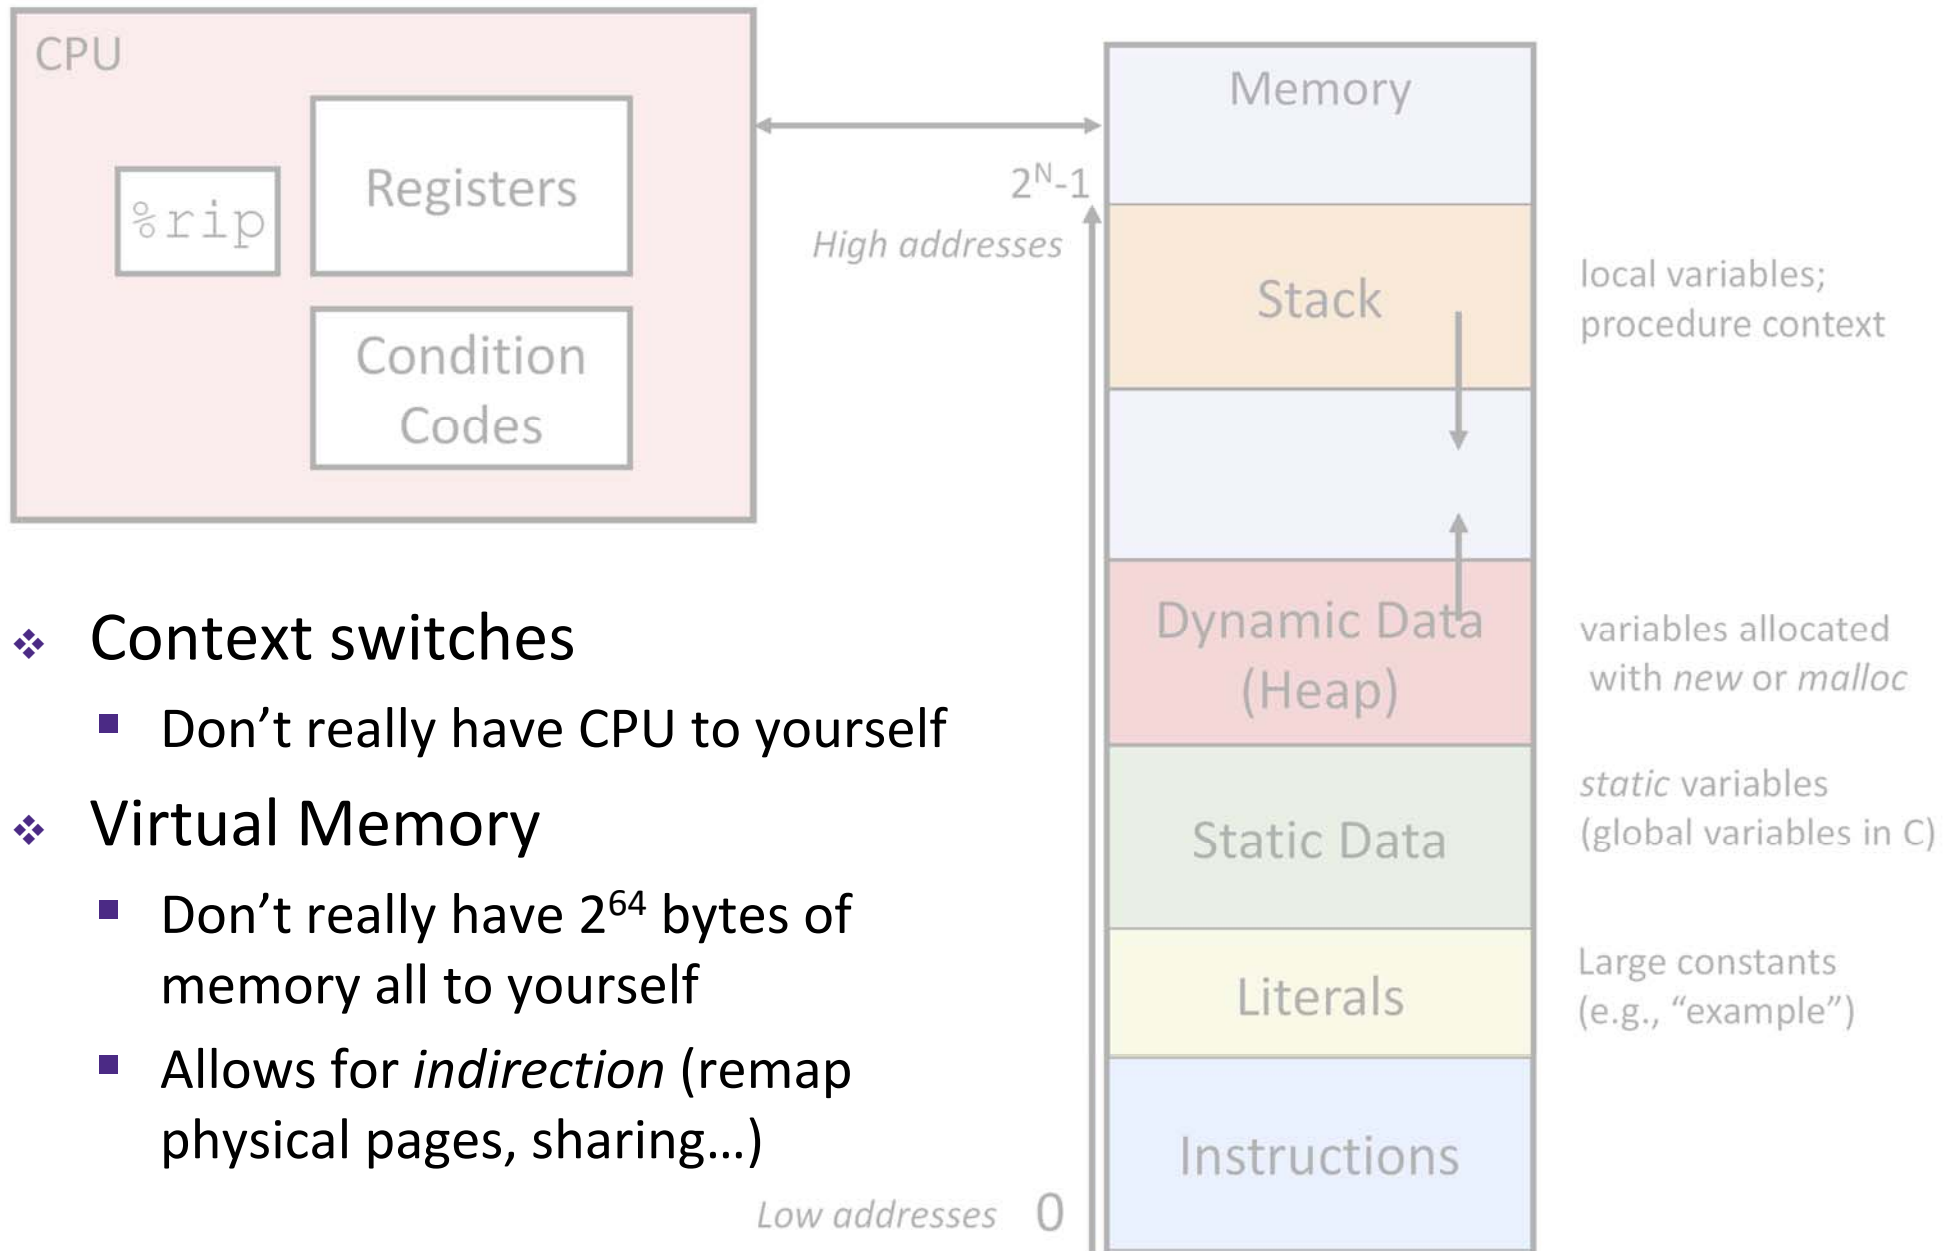 CPU
%rip
Registers
Condition
Codes
Memory
2ᴺ-1
High addresses
Stack
local variables;
procedure context
Dynamic Data
(Heap)
variables allocated
with new or malloc
Static Data
static variables
(global variables in C)
Literals
Large constants
(e.g., “example”)
Instructions
Low addresses 0
❖ Context switches
▪ Don’t really have CPU to yourself
❖ Virtual Memory
▪ Don’t really have 2⁶⁴ bytes of
memory all to yourself
▪ Allows for indirection (remap
physical pages, sharing…)